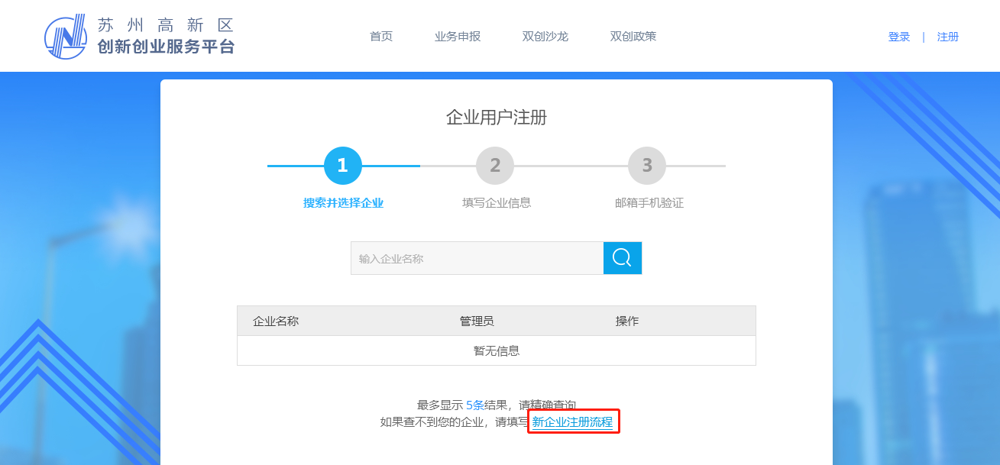 苏州高新区
创新创业服务平台
首页 业务申报 双创沙龙 双创政策 登录 | 注册
企业用户注册
1 2 3
搜索并选择企业 填写企业信息 邮箱手机验证
输入企业名称
企业名称 管理员 操作
暂无信息
最多显示 5条结果，请精确查询
如果查不到您的企业，请填写 新企业注册流程